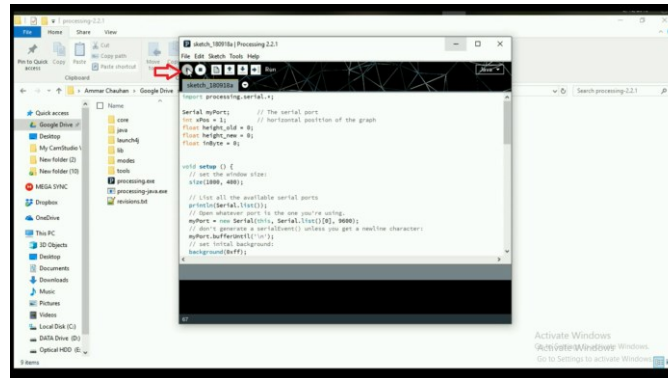 processing-2.2.1
File
Home
Share
View
Pin to Quick access
Copy
Paste
Cut
Copy path
Paste shortcut
Move
Clipboard
Ammar Chauhan
Google Drive
Search processing-2.2.1
Quick access
Google Drive
Desktop
My CamStudio
New folder (2)
New folder (10)
MEGA SYNC
Dropbox
OneDrive
This PC
3D Objects
Desktop
Documents
Downloads
Music
Pictures
Videos
Local Disk (C:)
DATA Drive (D:)
Optical HDD (E:
9 items
Name
core
java
launch4j
lib
modes
tools
processing.exe
processing-java.exe
revisions.txt
sketch_180918a | Processing 2.2.1
File Edit Sketch Tools Help
Run
Java
sketch_180918a
import processing.serial.*;
Serial myPort; // The serial port
int xPos = 1; // horizontal position of the graph
float height_old = 0;
float height_new = 0;
float inByte = 0;
void setup () {
// set the window size:
size(1000, 400);
// List all the available serial ports
println(Serial.list());
// Open whatever port is the one you're using.
myPort = new Serial(this, Serial.list()[0], 9600);
// don't generate a serialEvent() unless you get a newline character:
myPort.bufferUntil('\n');
// set inital background:
background(0xff);
67
Activate Windows
Go to Settings to activate Windows.